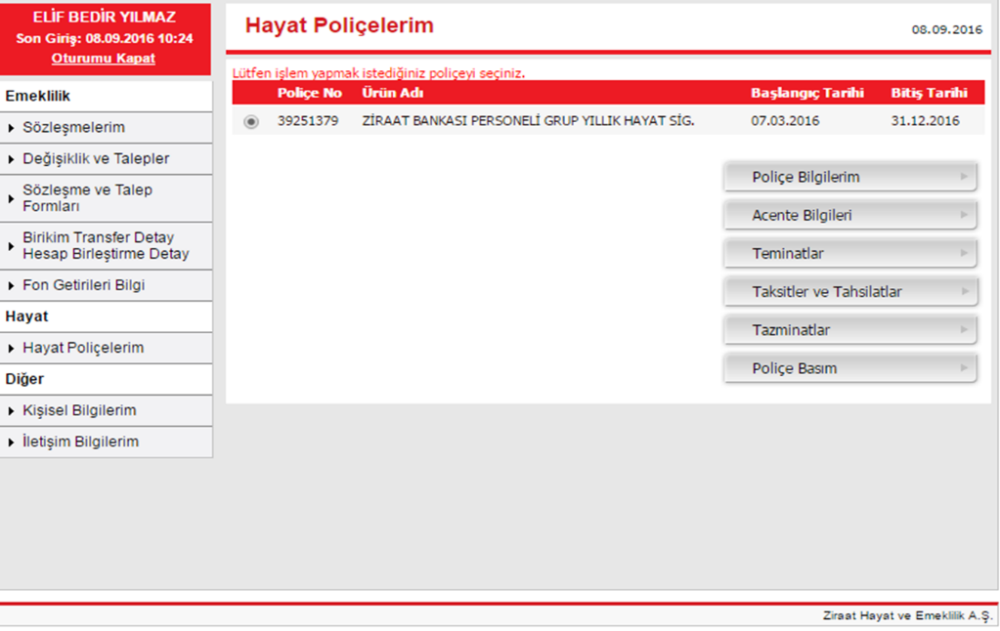 ELİF BEDİR YILMAZ
Son Giriş: 08.09.2016 10:24
Oturumu Kapat
Emeklilik
Sözleşmelerim
Değişiklik ve Talepler
Sözleşme ve Talep
Formları
Birikim Transfer Detay
Hesap Birleştirme Detay
Fon Getirileri Bilgi
Hayat
Hayat Poliçelerim
Diğer
Kişisel Bilgilerim
İletişim Bilgilerim
Hayat Poliçelerim
08.09.2016
Lütfen işlem yapmak istediğiniz poliçeyi seçiniz.
Poliçe No Ürün Adı Başlangıç Tarihi Bitiş Tarihi
39251379 ZİRAAT BANKASI PERSONELİ GRUP YILLIK HAYAT SİG. 07.03.2016 31.12.2016
Poliçe Bilgilerim
Acente Bilgileri
Teminatlar
Taksitler ve Tahsilatlar
Tazminatlar
Poliçe Basım
Ziraat Hayat ve Emeklilik A.Ş.